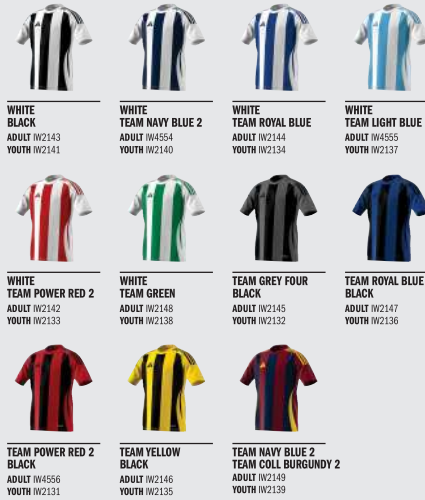 WHITE
BLACK
ADULT IW2143
YOUTH IW2141
WHITE
TEAM NAVY BLUE 2
ADULT IW4554
YOUTH IW2140
WHITE
TEAM ROYAL BLUE
ADULT IW2144
YOUTH IW2134
WHITE
TEAM LIGHT BLUE
ADULT IW4555
YOUTH IW2137
WHITE
TEAM POWER RED 2
ADULT IW2142
YOUTH IW2133
WHITE
TEAM GREEN
ADULT IW2148
YOUTH IW2138
TEAM GREY FOUR
BLACK
ADULT IW2145
YOUTH IW2132
TEAM ROYAL BLUE
BLACK
ADULT IW2147
YOUTH IW2136
TEAM POWER RED 2
BLACK
ADULT IW4556
YOUTH IW2131
TEAM YELLOW
BLACK
ADULT IW2146
YOUTH IW2135
TEAM NAVY BLUE 2
TEAM COLL BURGUNDY 2
ADULT IW2149
YOUTH IW2139